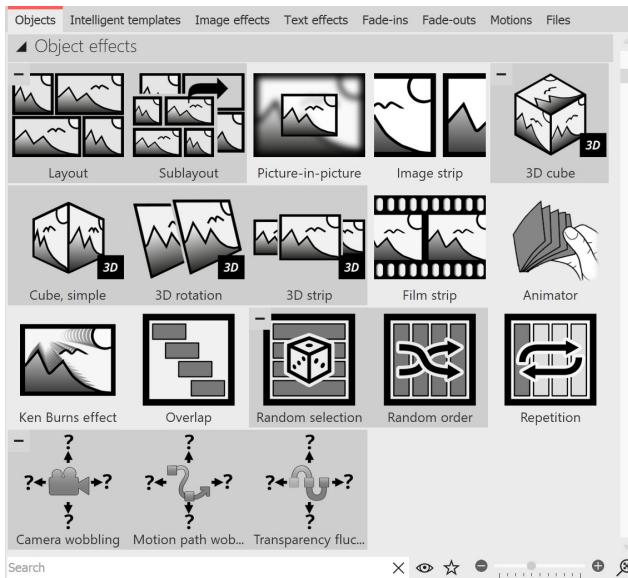 Objects Intelligent templates Image effects Text effects Fade-ins Fade-outs Motions Files
Object effects
3D
Layout Sublayout Picture-in-picture Image strip 3D cube
3D 3D 3D
Cube, simple 3D rotation 3D strip Film strip Animator
Ken Burns effect Overlap Random selection Random order Repetition
? ? ?
? ? ? ? ? ?
? ? ?
Camera wobbling Motion path wob... Transparency fluc...
Search